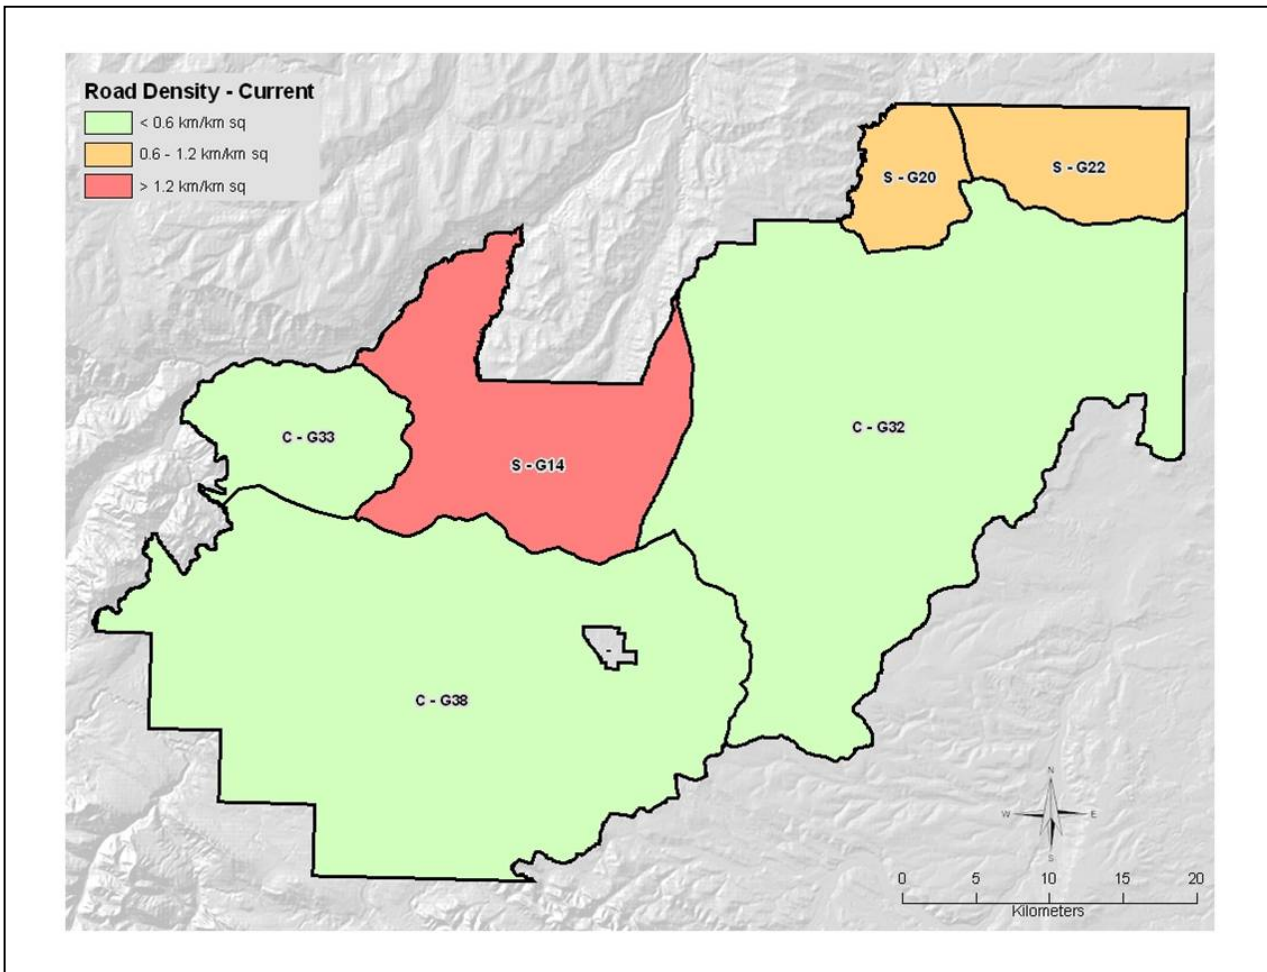 Road Density - Current
< 0.6 km/km sq
0.6 - 1.2 km/km sq
> 1.2 km/km sq
S - G20
S - G22
C - G33
S - G14
C - G32
C - G38
-
N
W
E
S
0 5 10 15 20
Kilometers